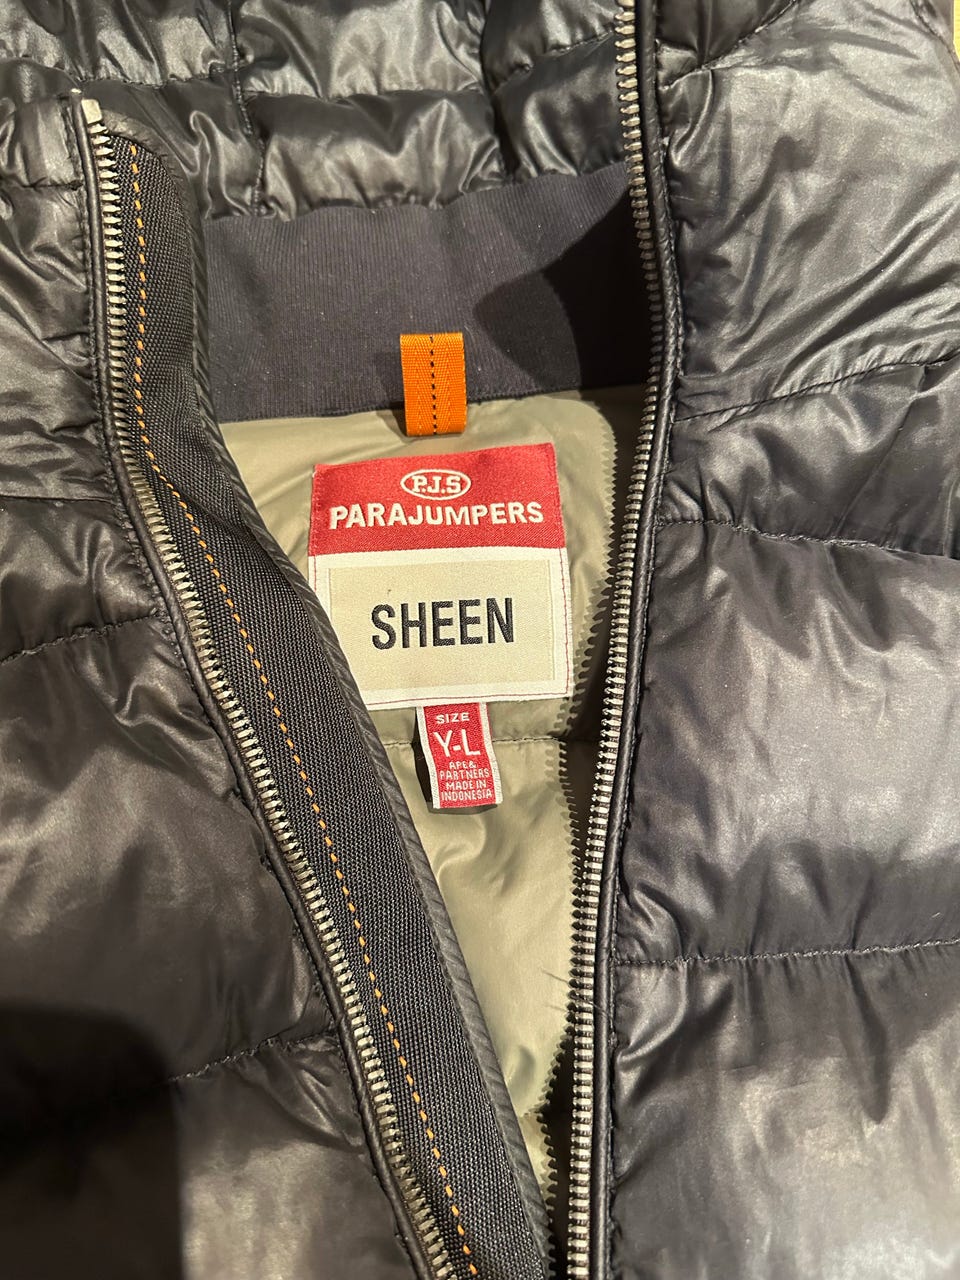 P.J.S
PARAJUMPERS
SHEEN
SIZE
Y-L
APE&
PARTNERS
MADE IN
INDONESIA